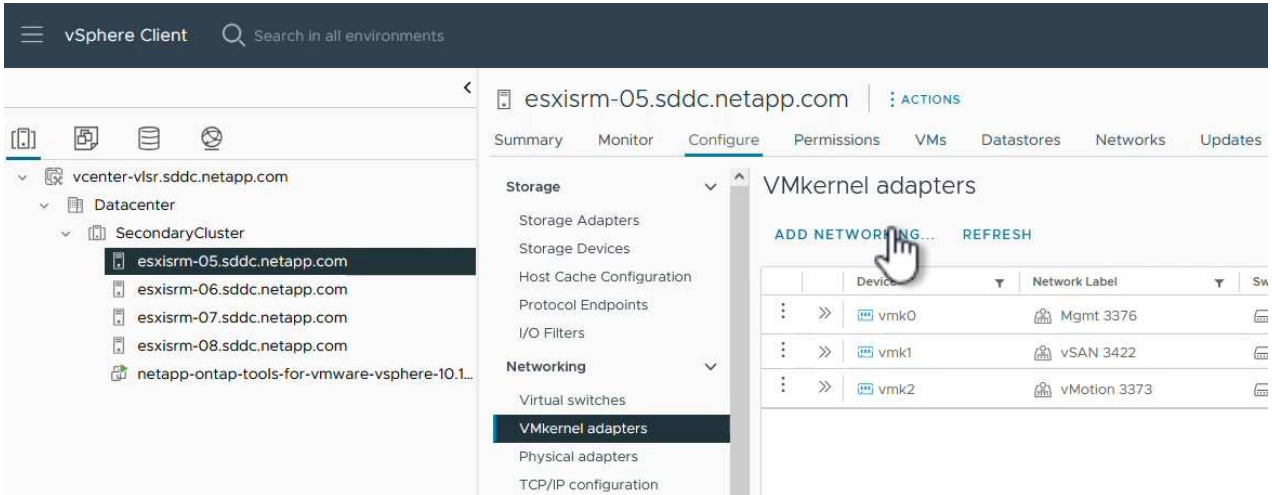 vSphere Client
Search in all environments
esxisrm-05.sddc.netapp.com
ACTIONS
Summary Monitor Configure Permissions VMs Datastores Networks Updates
vcenter-vlsr.sddc.netapp.com
Datacenter
SecondaryCluster
esxisrm-05.sddc.netapp.com
esxisrm-06.sddc.netapp.com
esxisrm-07.sddc.netapp.com
esxisrm-08.sddc.netapp.com
netapp-ontap-tools-for-vmware-vsphere-10.1...
Storage
Storage Adapters
Storage Devices
Host Cache Configuration
Protocol Endpoints
I/O Filters
Networking
Virtual switches
VMkernel adapters
Physical adapters
TCP/IP configuration
VMkernel adapters
ADD NETWORKING... REFRESH
Device Network Label Sw
vmk0 Mgmt 3376
vmk1 vSAN 3422
vmk2 vMotion 3373